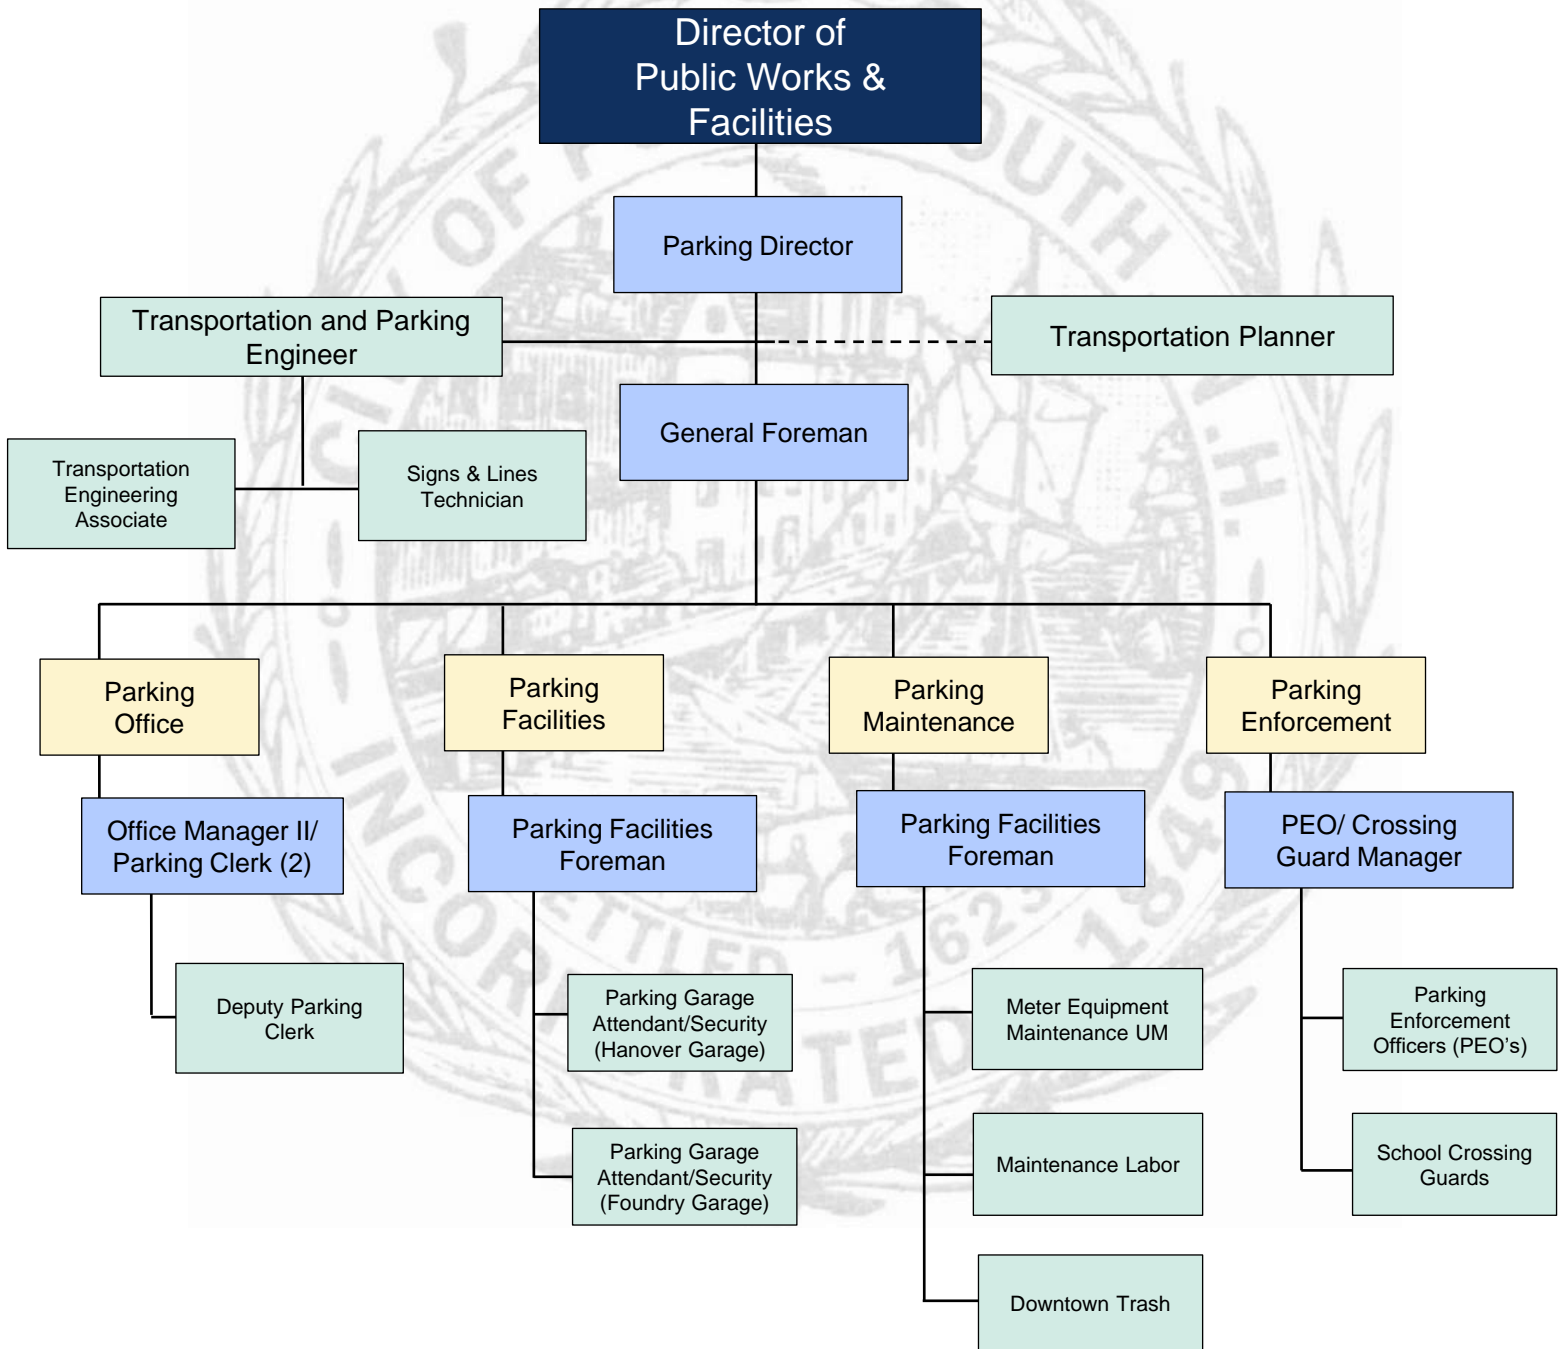 Director of
Public Works &
Facilities
Parking Director
Transportation and Parking
Engineer
Transportation Planner
General Foreman
Transportation
Engineering
Associate
Signs & Lines
Technician
Parking
Office
Parking
Facilities
Parking
Maintenance
Parking
Enforcement
Office Manager II/
Parking Clerk (2)
Parking Facilities
Foreman
Parking Facilities
Foreman
PEO/ Crossing
Guard Manager
Deputy Parking
Clerk
Parking Garage
Attendant/Security
(Hanover Garage)
Meter Equipment
Maintenance UM
Parking
Enforcement
Officers (PEO's)
Parking Garage
Attendant/Security
(Foundry Garage)
Maintenance Labor
School Crossing
Guards
Downtown Trash
INCORPORATED 1849
1623